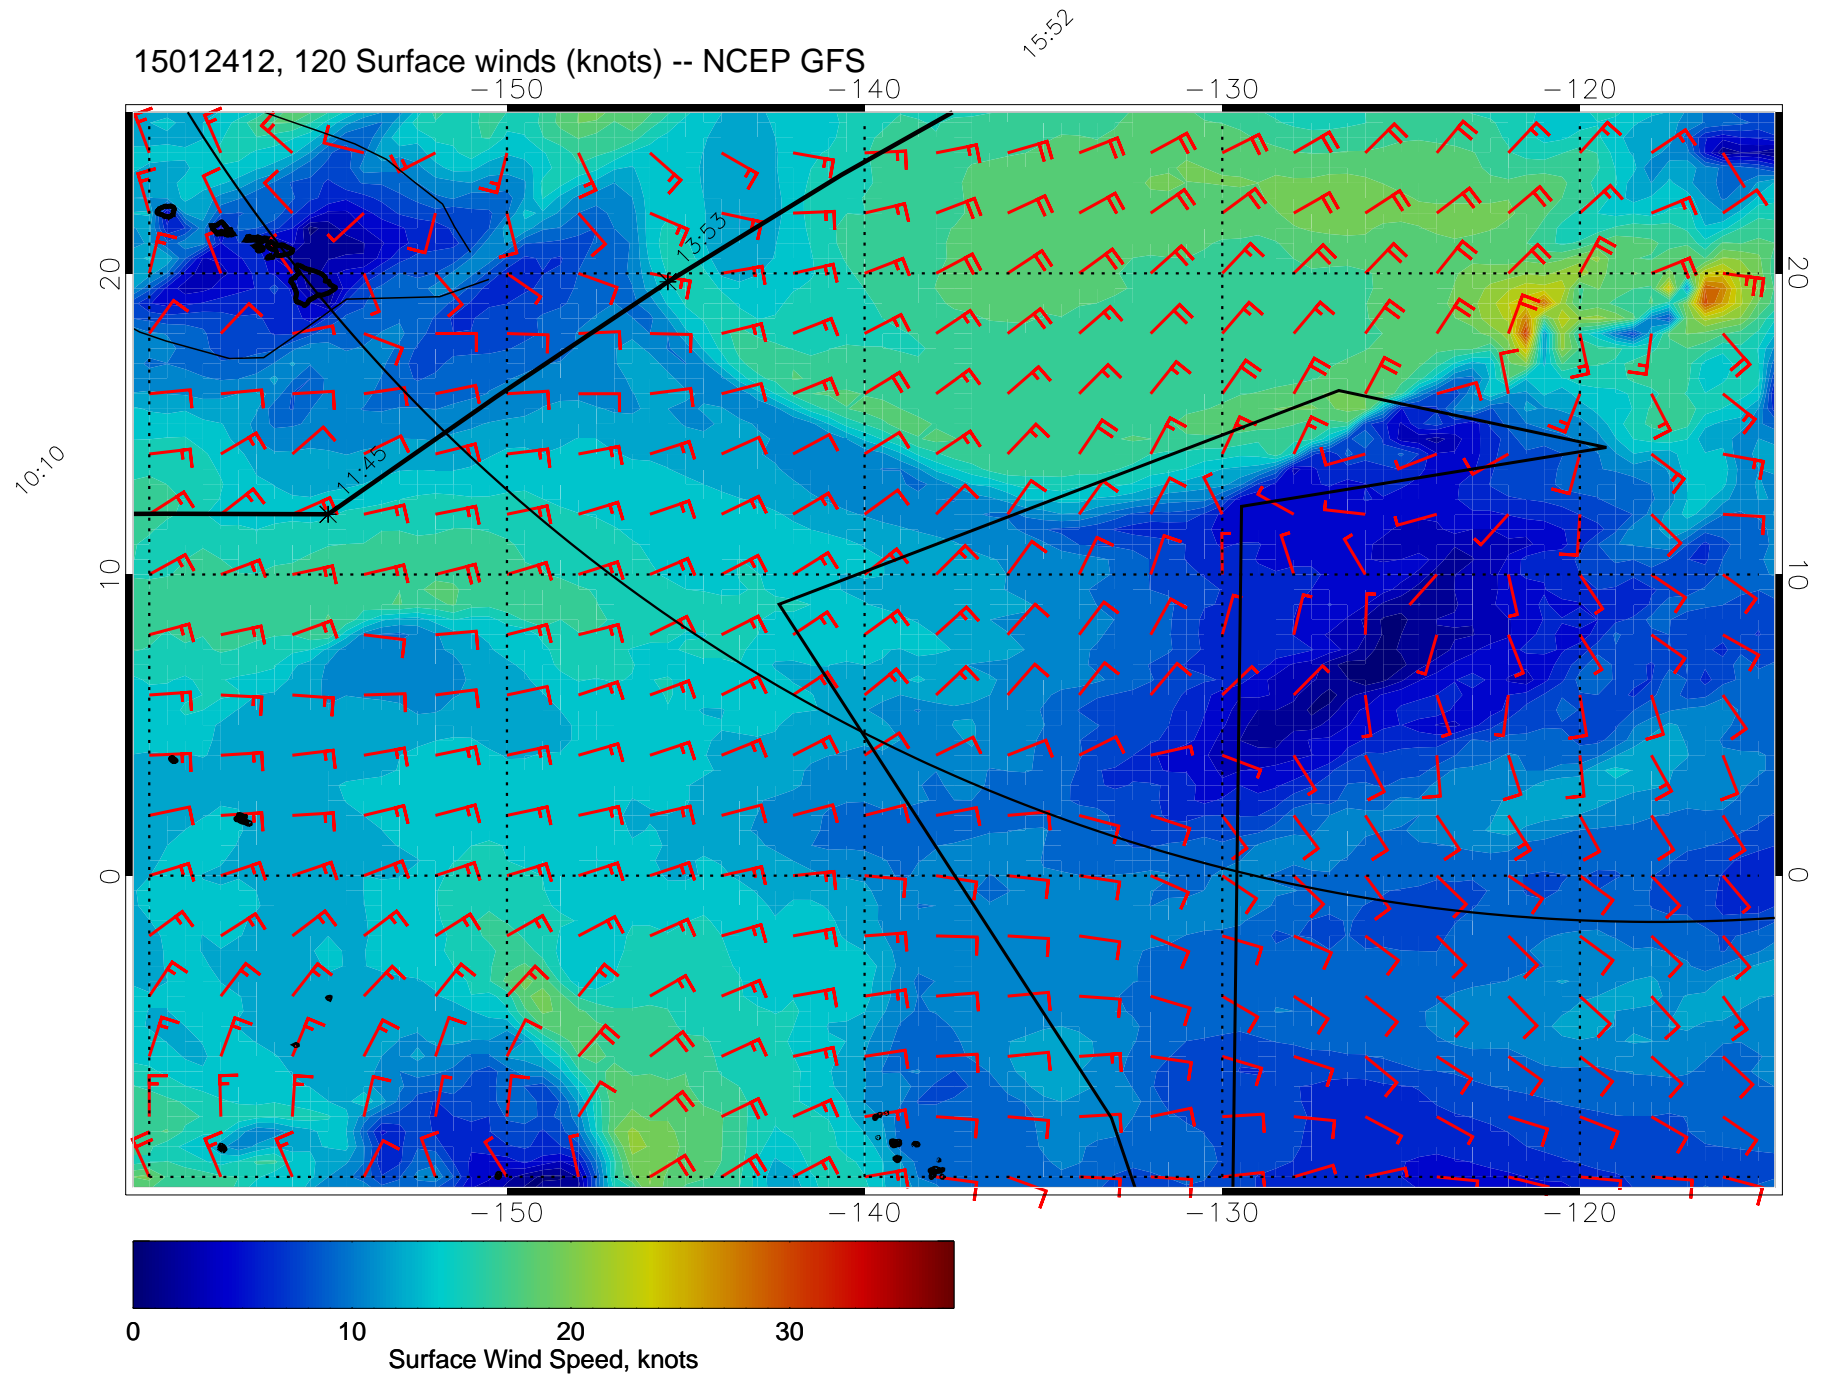 15:52
15012412, 120 Surface winds (knots) -- NCEP GFS
-150 -140 -130 -120
13:53
20 20
11:45
10:10
10 10
0 0
-150 -140 -130 -120
0 10 20 30
Surface Wind Speed, knots